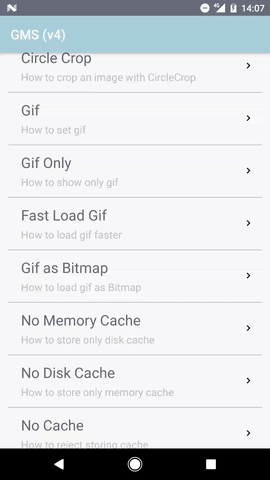 14:07
GMS (v4)
Circle Crop
How to crop an image with CircleCrop
Gif
How to set gif
Gif Only
How to show only gif
Fast Load Gif
How to load gif faster
Gif as Bitmap
How to load gif as Bitmap
No Memory Cache
How to store only disk cache
No Disk Cache
How to store only memory cache
No Cache
How to reject storing cache